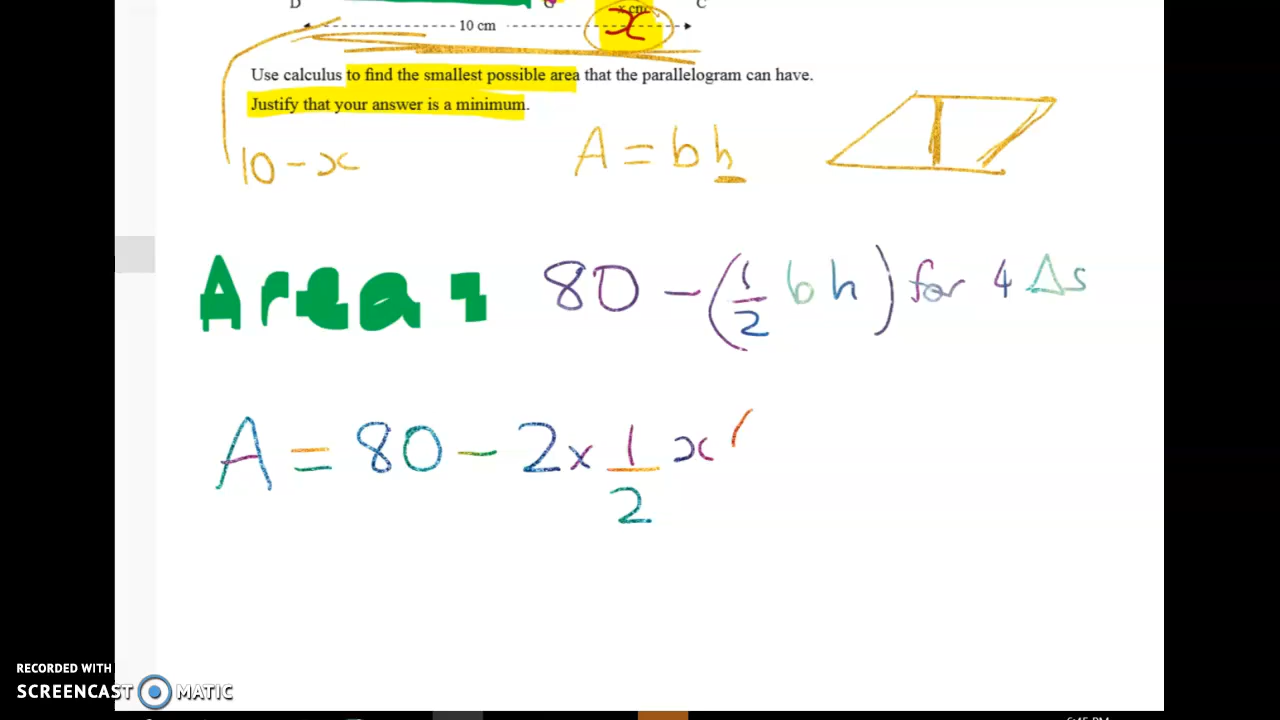 D x cm C
10 cm x
Use calculus to find the smallest possible area that the parallelogram can have.
Justify that your answer is a minimum.
10 - x A = bh
Area = 80 - (1/2 bh) for 4 Δs
A = 80 - 2 x 1/2 x (
RECORDED WITH
SCREENCAST MATIC